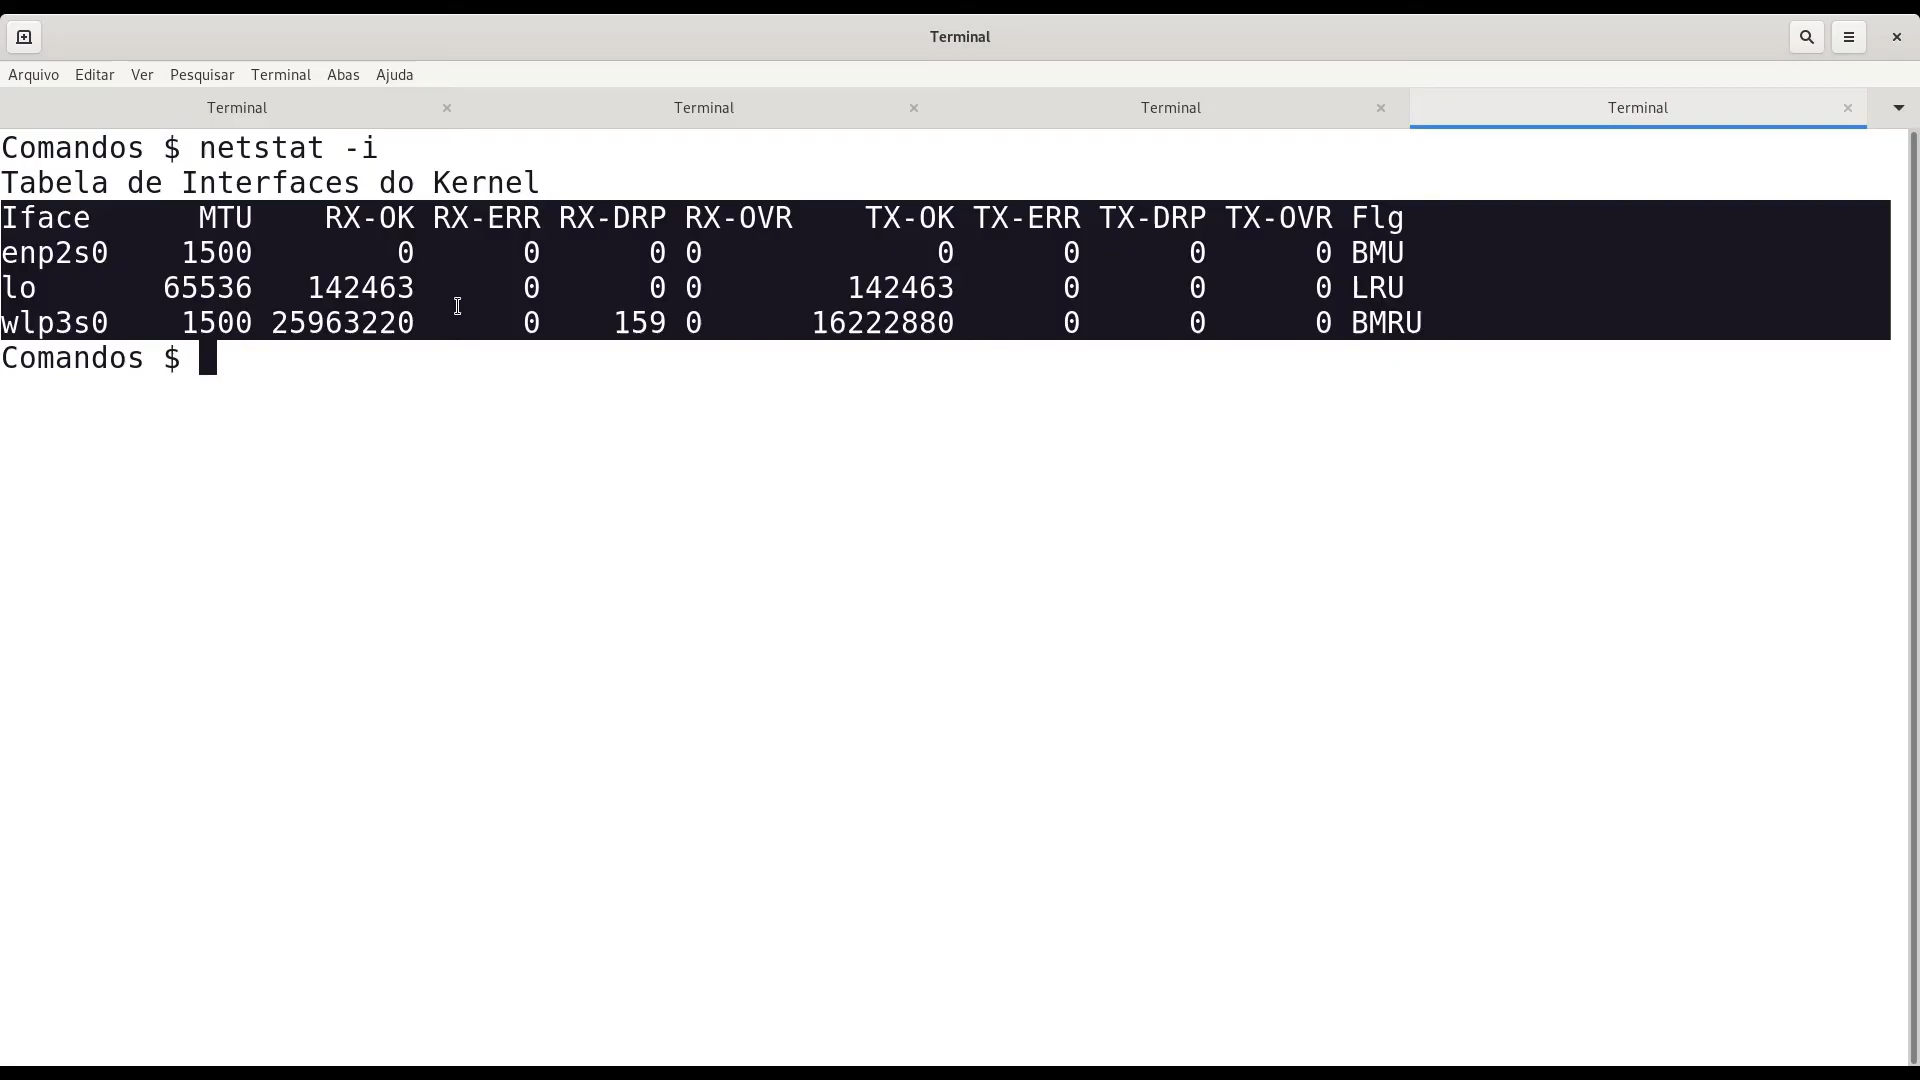 Terminal
Arquivo Editar Ver Pesquisar Terminal Abas Ajuda
Terminal Terminal Terminal Terminal
Comandos $ netstat -i
Tabela de Interfaces do Kernel
Iface      MTU    RX-OK RX-ERR RX-DRP RX-OVR    TX-OK TX-ERR TX-DRP TX-OVR Flg
enp2s0    1500        0      0      0 0             0      0      0      0 BMU
lo       65536   142463      0      0 0        142463      0      0      0 LRU
wlp3s0    1500 25963220      0    159 0      16222880      0      0      0 BMRU
Comandos $